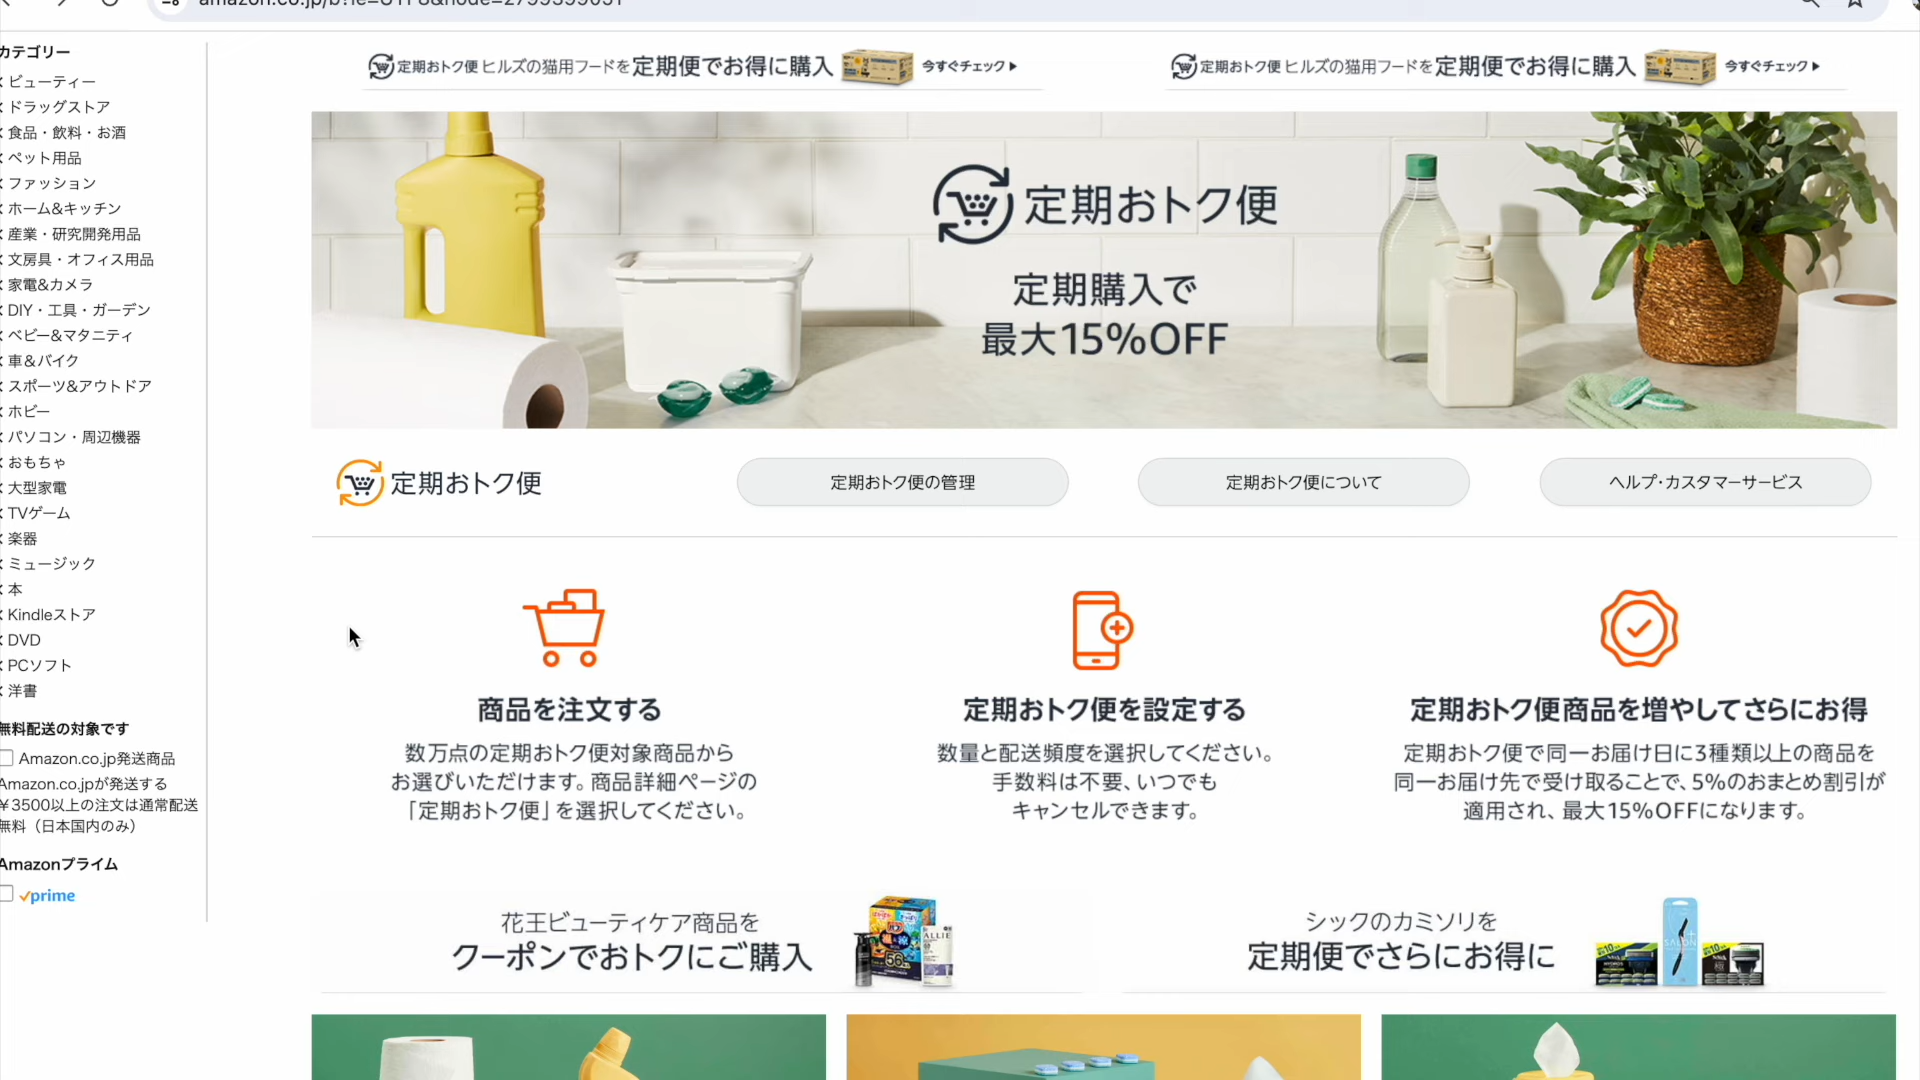 カテゴリー
ビューティー
ドラッグストア
食品・飲料・お酒
ペット用品
ファッション
ホーム&キッチン
産業・研究開発用品
文房具・オフィス用品
家電&カメラ
DIY・工具・ガーデン
ベビー&マタニティ
車&バイク
スポーツ&アウトドア
ホビー
パソコン・周辺機器
おもちゃ
大型家電
TVゲーム
楽器
ミュージック
本
Kindleストア
DVD
PCソフト
洋書
無料配送の対象です
Amazon.co.jp発送商品
Amazon.co.jpが発送する
￥3500以上の注文は通常配送
無料（日本国内のみ）
Amazonプライム
prime
定期おトク便 ヒルズの猫用フードを定期便でお得に購入 今すぐチェック
定期おトク便 ヒルズの猫用フードを定期便でお得に購入 今すぐチェック
定期おトク便
定期購入で
最大15%OFF
定期おトク便
定期おトク便の管理
定期おトク便について
ヘルプ・カスタマーサービス
商品を注文する
数万点の定期おトク便対象商品から
お選びいただけます。商品詳細ページの
「定期おトク便」を選択してください。
定期おトク便を設定する
数量と配送頻度を選択してください。
手数料は不要、いつでも
キャンセルできます。
定期おトク便商品を増やしてさらにお得
定期おトク便で同一お届け日に3種類以上の商品を
同一お届け先で受け取ることで、5%のおまとめ割引が
適用され、最大15%OFFになります。
花王ビューティケア商品を
クーポンでおトクにご購入
ALLIE
56
シックのカミソリを
定期便でさらにお得に